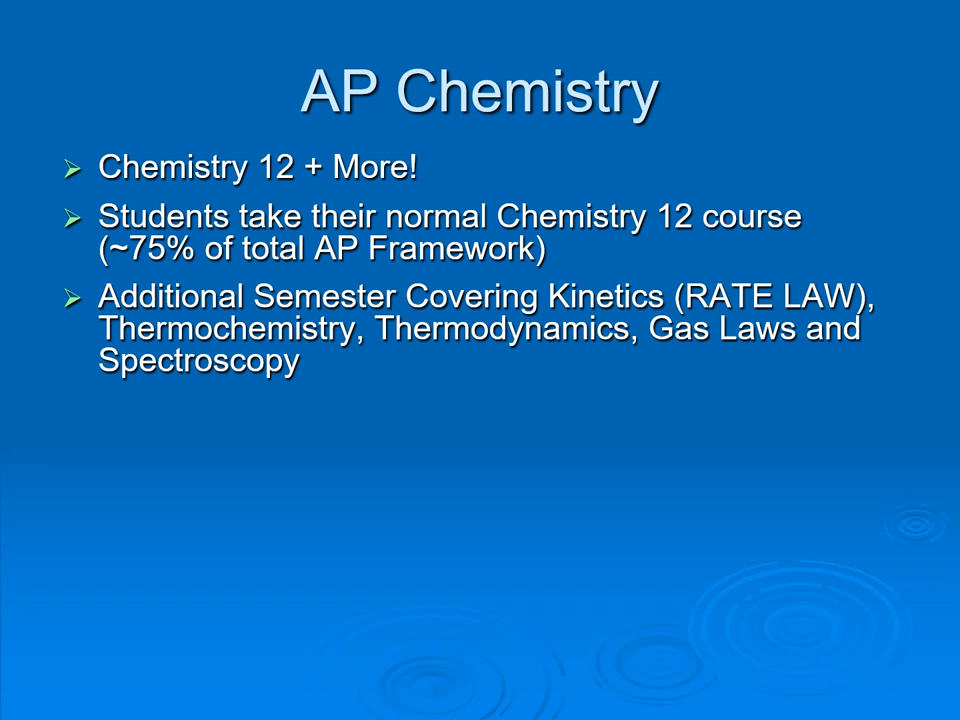 AP Chemistry
Chemistry 12 + More!
Students take their normal Chemistry 12 course
(~75% of total AP Framework)
Additional Semester Covering Kinetics (RATE LAW),
Thermochemistry, Thermodynamics, Gas Laws and
Spectroscopy